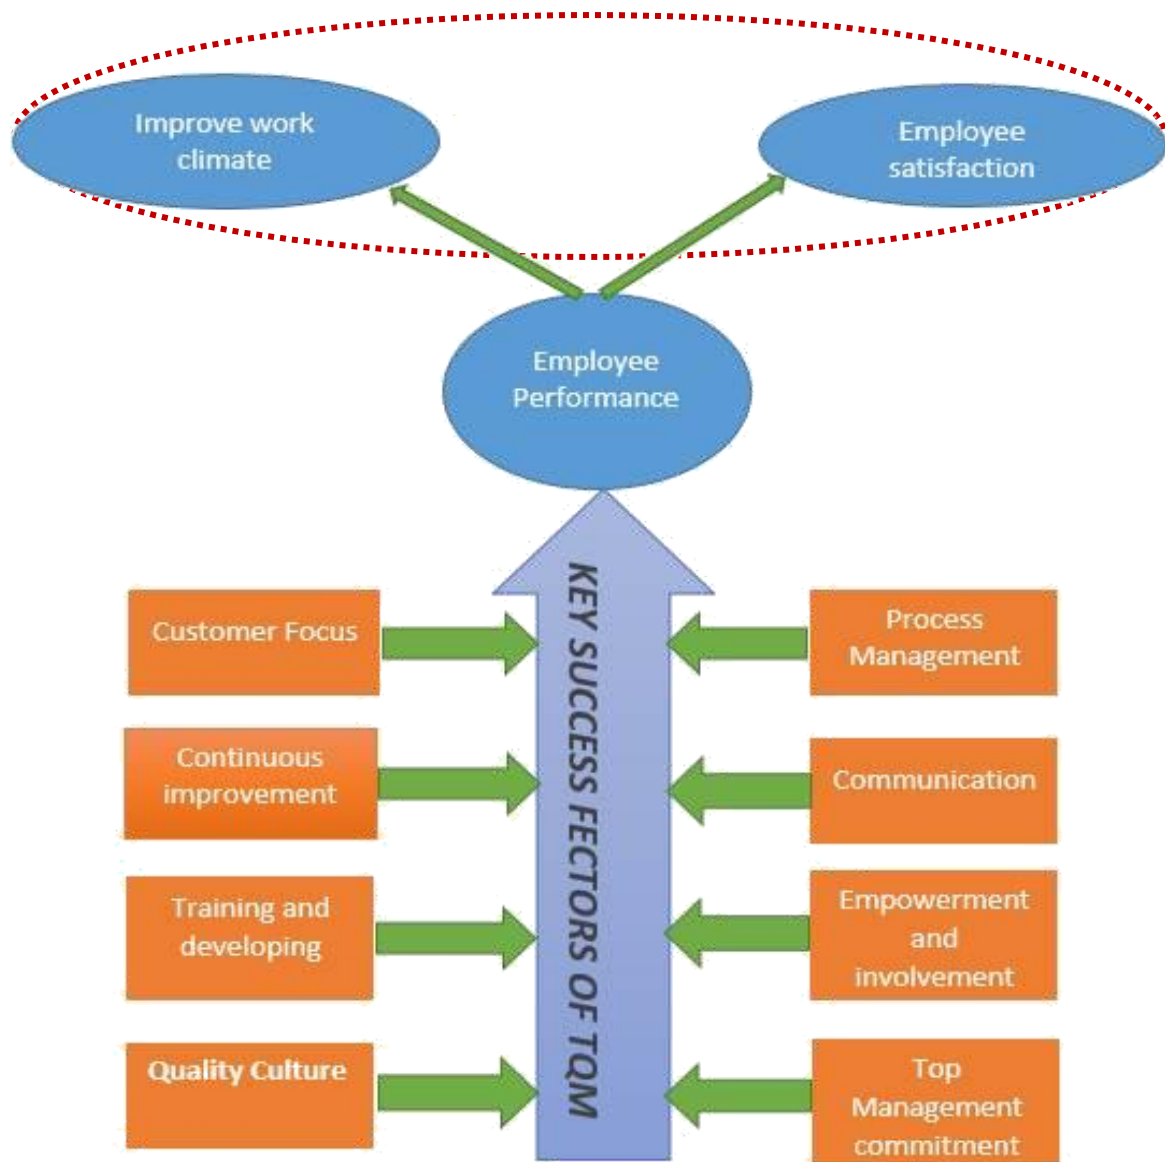 Improve work
climate
Employee
satisfaction
Employee
Performance
KEY SUCCESS FECTORS OF TQM
Customer Focus
Process
Management
Continuous
improvement
Communication
Training and
developing
Empowerment
and
involvement
Quality Culture
Top
Management
commitment